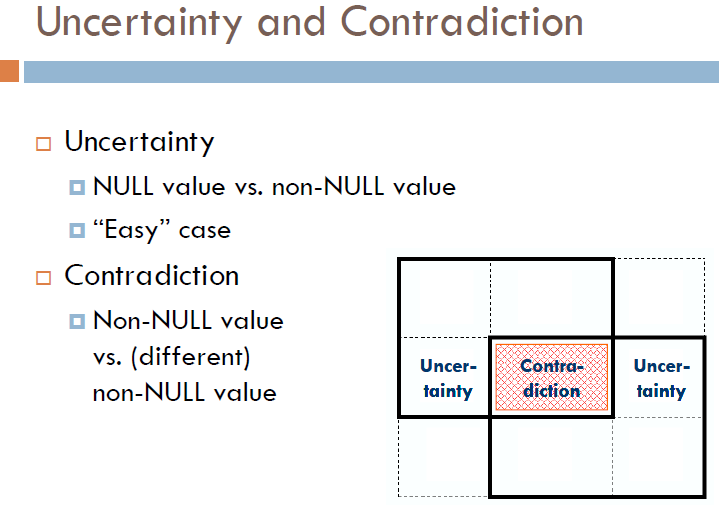 Uncertainty and Contradiction
Uncertainty
NULL value vs. non-NULL value
“Easy” case
Contradiction
Non-NULL value
vs. (different)
non-NULL value
Uncer-
tainty
Contra-
diction
Uncer-
tainty